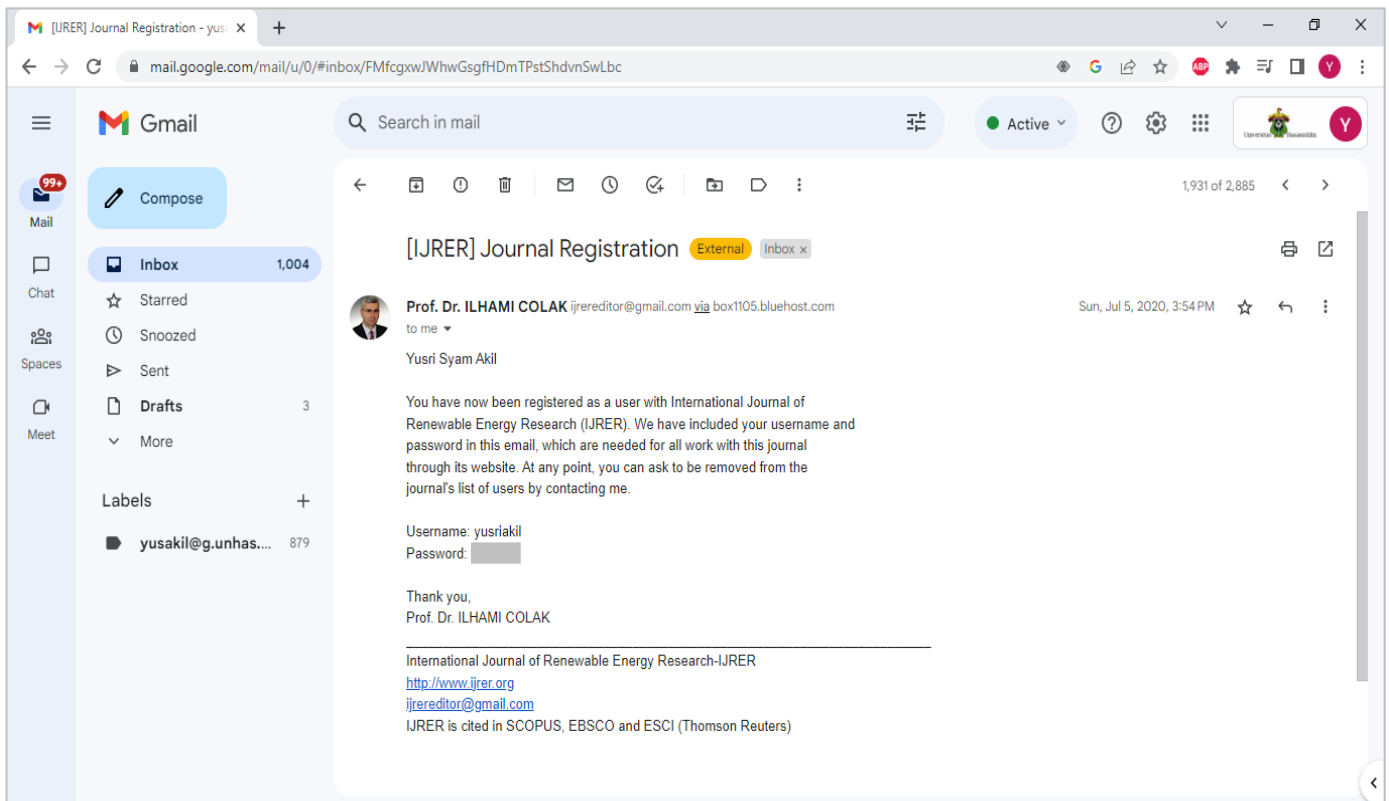 [IJRER] Journal Registration - yus
mail.google.com/mail/u/0/#inbox/FMfcgxwJWhwGsgfHDmTPstShdvnSwLbc
ABP
Y
Gmail
Search in mail
Active
Universitas Hasanuddin
Y
99+
Mail
Compose
1,931 of 2,885
Chat
Spaces
Meet
Inbox 1,004
Starred
Snoozed
Sent
Drafts 3
More
Labels
yusakil@g.unhas.... 879
[IJRER] Journal Registration External Inbox x
Prof. Dr. ILHAMI COLAK ijrereditor@gmail.com via box1105.bluehost.com Sun, Jul 5, 2020, 3:54 PM
to me
Yusri Syam Akil
You have now been registered as a user with International Journal of
Renewable Energy Research (IJRER). We have included your username and
password in this email, which are needed for all work with this journal
through its website. At any point, you can ask to be removed from the
journal's list of users by contacting me.
Username: yusriakil
Password:
Thank you,
Prof. Dr. ILHAMI COLAK
International Journal of Renewable Energy Research-IJRER
http://www.ijrer.org
ijrereditor@gmail.com
IJRER is cited in SCOPUS, EBSCO and ESCI (Thomson Reuters)